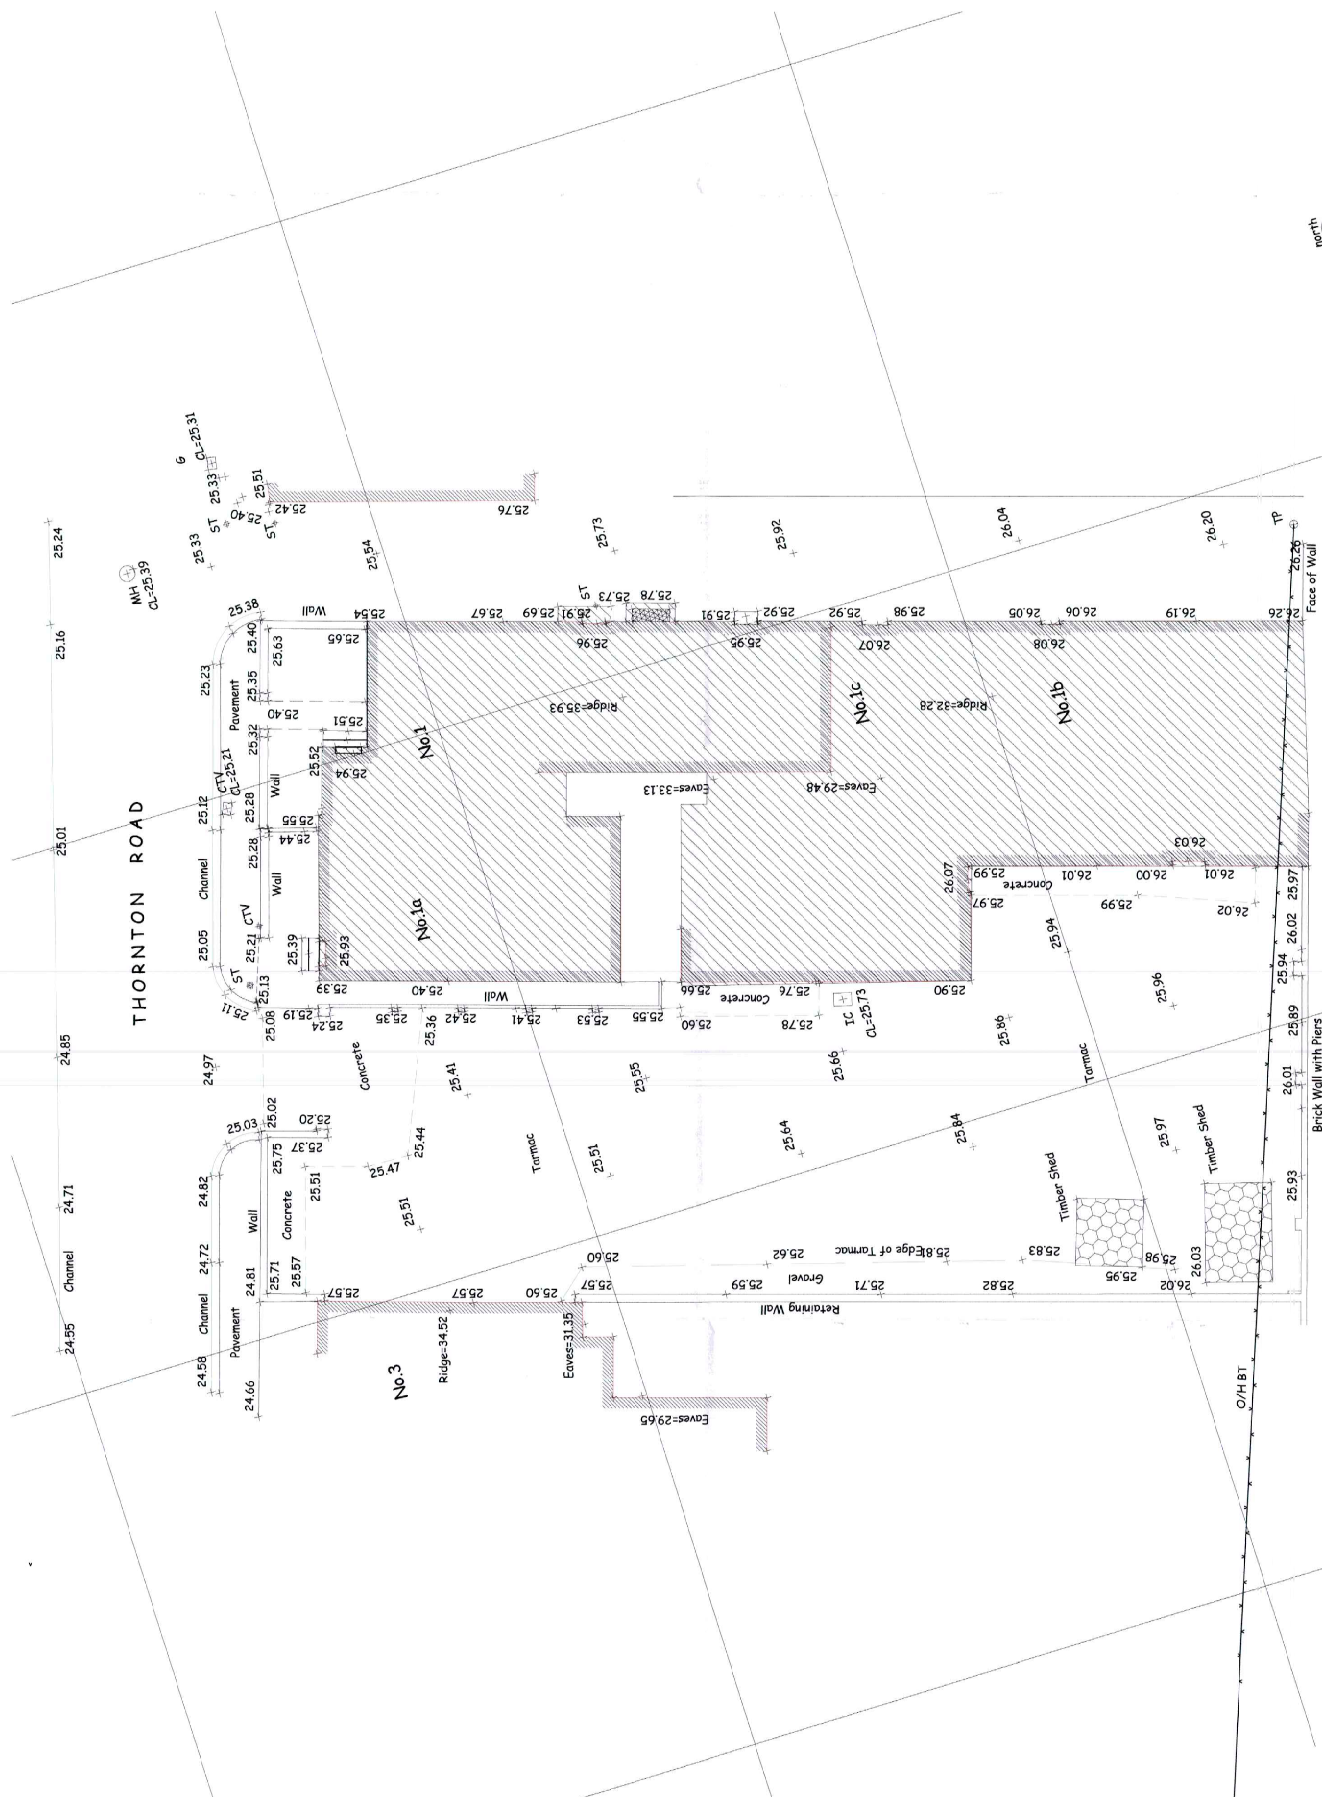 north
G
CL=25.31
25.33
25.51
ST
25.40
ST
25.42
25.76
25.24
25.33
25.54
25.73
25.92
26.04
26.20
TP
26.26
Face of Wall
MH
CL=25.39
25.38
Wall
25.54
25.67
25.69
25.91
ST
25.73
25.78
25.91
25.92
25.92
25.98
26.05
26.06
26.19
26.26
25.16
25.23
25.40
25.63
25.65
25.96
25.95
26.07
26.08
Pavement
25.35
25.40
25.51
25.32
25.52
25.94
No.1
Ridge=35.93
No.1c
Ridge=32.28
No.1b
THORNTON ROAD
CTV
CL=25.21
25.12
25.28
Wall
25.55
Eaves=33.13
Eaves=29.48
25.01
25.28
25.44
Wall
Channel
26.03
26.07
25.99
Concrete
26.01
26.00
26.01
25.97
25.97
25.99
26.02
No.1a
CTV
25.05
25.21
25.39
25.93
25.94
26.02
25.94
ST
25.13
25.11
25.08
25.19
25.24
25.39
25.40
Wall
25.35
25.36
25.42
25.41
25.53
25.55
25.66
Concrete
25.76
25.90
25.60
25.78
IC
CL=25.73
25.86
25.96
25.89
24.85
24.97
Concrete
25.41
25.55
25.66
Tarmac
26.01
Brick Wall with Piers
25.03
25.02
25.20
25.37
25.75
25.44
25.47
Tarmac
25.51
25.64
25.84
25.97
Timber Shed
Timber Shed
24.71
24.82
25.51
25.51
25.93
Wall
Concrete
24.72
24.81
25.71
25.57
25.60
25.62
Edge of Tarmac
25.81
25.83
25.98
26.03
Channel
Channel
25.57
25.57
25.50
25.57
25.59
Gravel
25.71
25.82
25.95
26.02
Retaining Wall
24.55
Pavement
24.58
24.66
No.3
Ridge=34.52
Eaves=31.35
Eaves=29.65
O/H BT